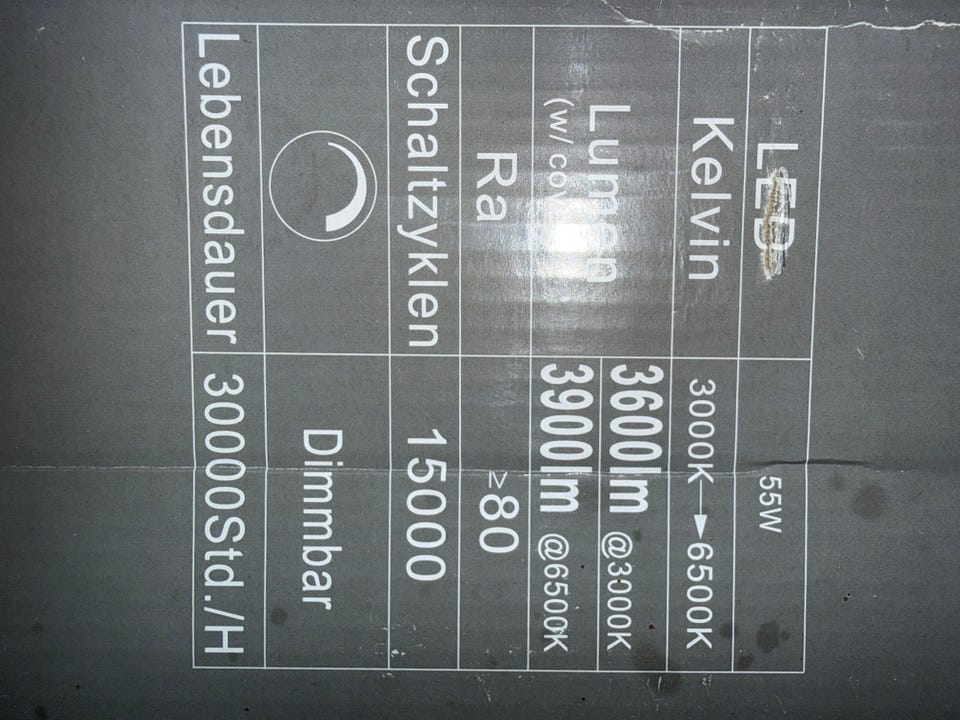 LED 55W
Kelvin 3000K→6500K
Lumen 3600lm @3000K
(w/ 3900lm @6500K
Ra ≥80
Schaltzyklen 15000
Dimmbar
Lebensdauer 30000Std./H